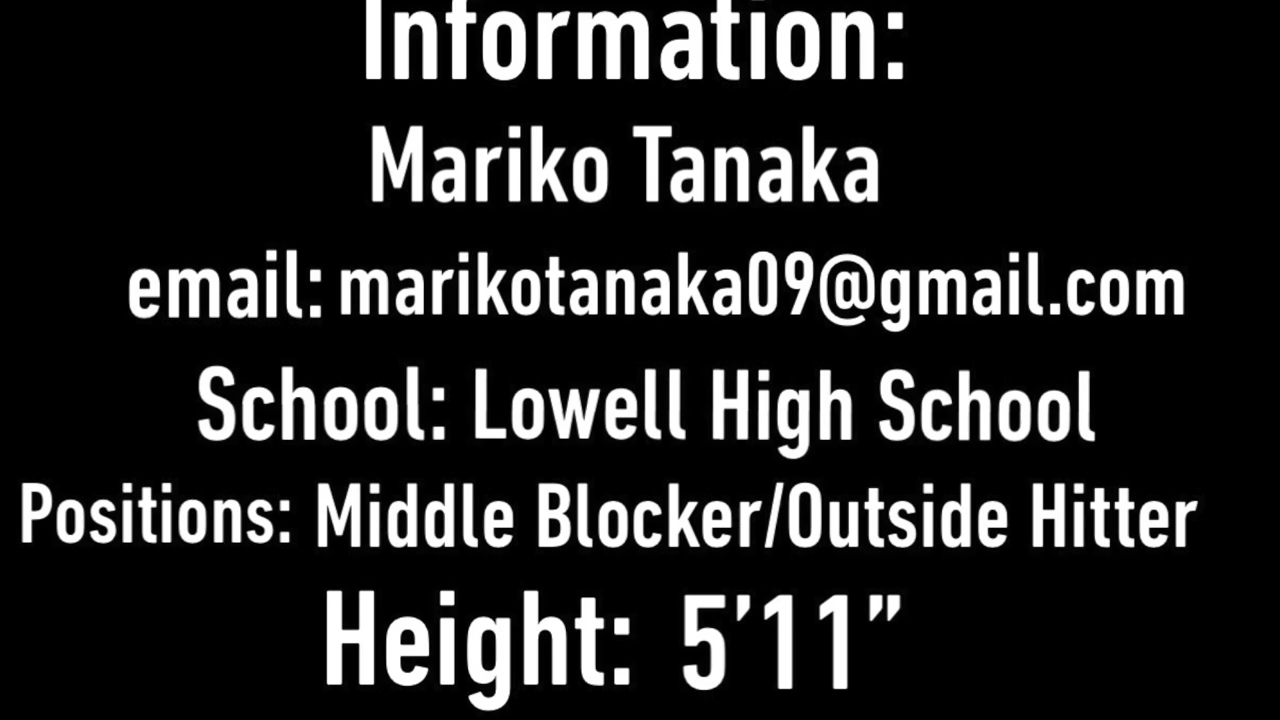 Information:
Mariko Tanaka
email: marikotanaka09@gmail.com
School: Lowell High School
Positions: Middle Blocker/Outside Hitter
Height: 5’11”